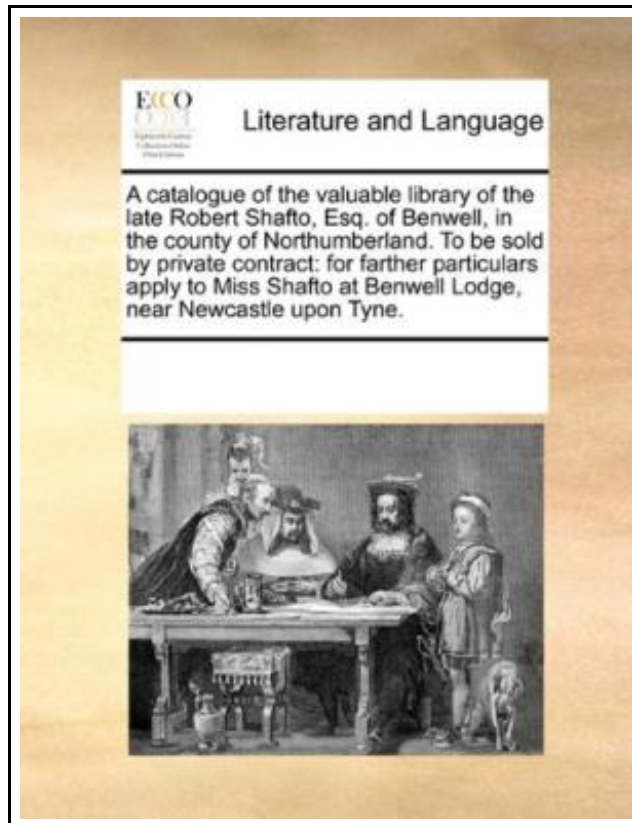 ECCO
Literature and Language
A catalogue of the valuable library of the
late Robert Shafto, Esq. of Benwell, in
the county of Northumberland. To be sold
by private contract: for farther particulars
apply to Miss Shafto at Benwell Lodge,
near Newcastle upon Tyne.